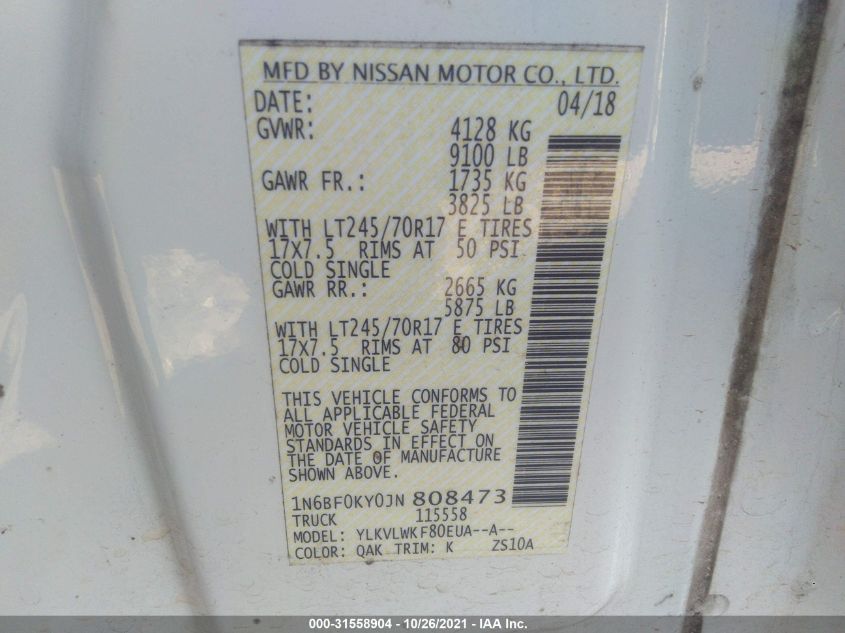 MFD BY NISSAN MOTOR CO., LTD.
DATE: 04/18
GVWR: 4128 KG
9100 LB
GAWR FR.: 1735 KG
3825 LB
WITH LT245/70R17 E TIRES
17X7.5 RIMS AT 50 PSI
COLD SINGLE
GAWR RR.: 2665 KG
5875 LB
WITH LT245/70R17 E TIRES
17X7.5 RIMS AT 80 PSI
COLD SINGLE
THIS VEHICLE CONFORMS TO
ALL APPLICABLE FEDERAL
MOTOR VEHICLE SAFETY
STANDARDS IN EFFECT ON
THE DATE OF MANUFACTURE
SHOWN ABOVE.
1N6BF0KY0JN 808473
TRUCK 115558
MODEL: YLKVLWKF80EUA--A--
COLOR: QAK TRIM: K ZS10A
000-31558904 - 10/26/2021 - IAA Inc.